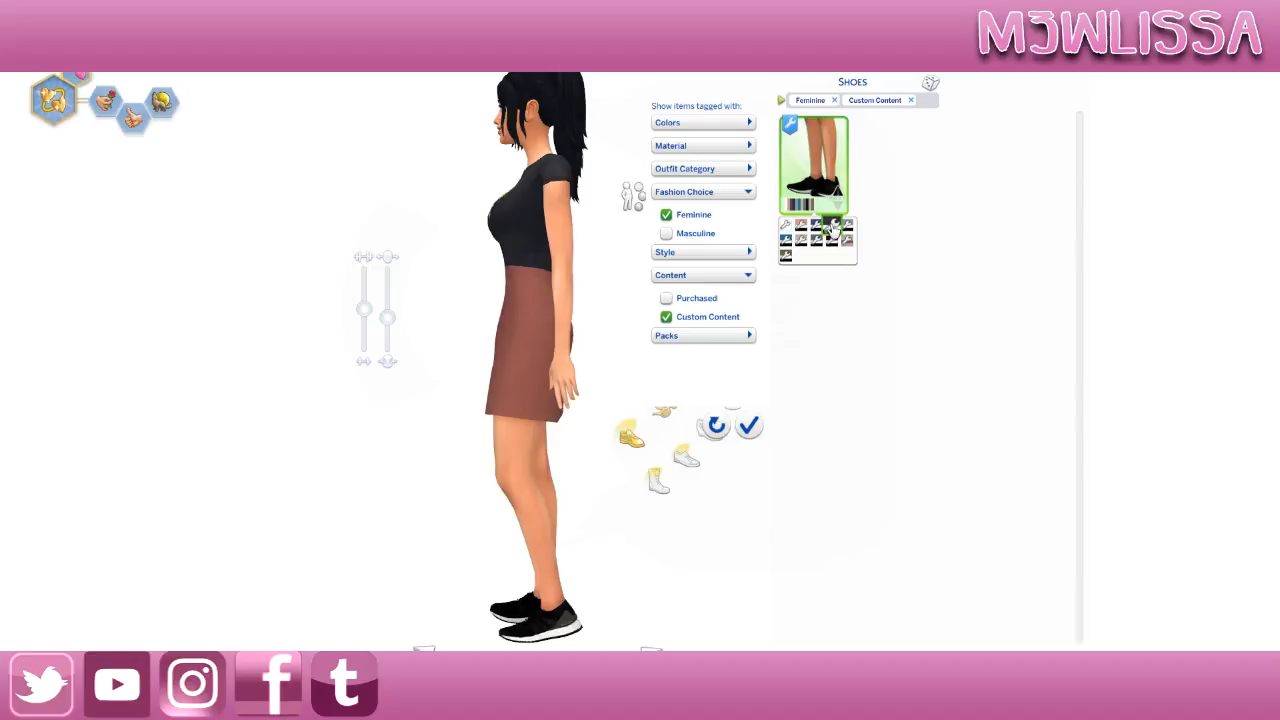 M3WLISSA
SHOES
Feminine
Custom Content
Show items tagged with:
Colors
Material
Outfit Category
Fashion Choice
Feminine
Masculine
Style
Content
Purchased
Custom Content
Packs